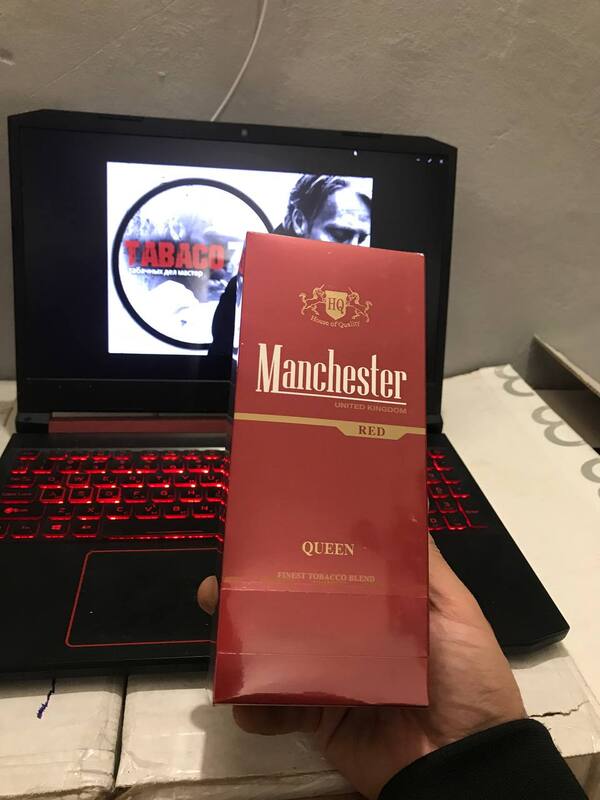 TABACO
табачных дел мастер
HQ
House of Quality
Manchester
UNITED KINGDOM
RED
QUEEN
FINEST TOBACCO BLEND